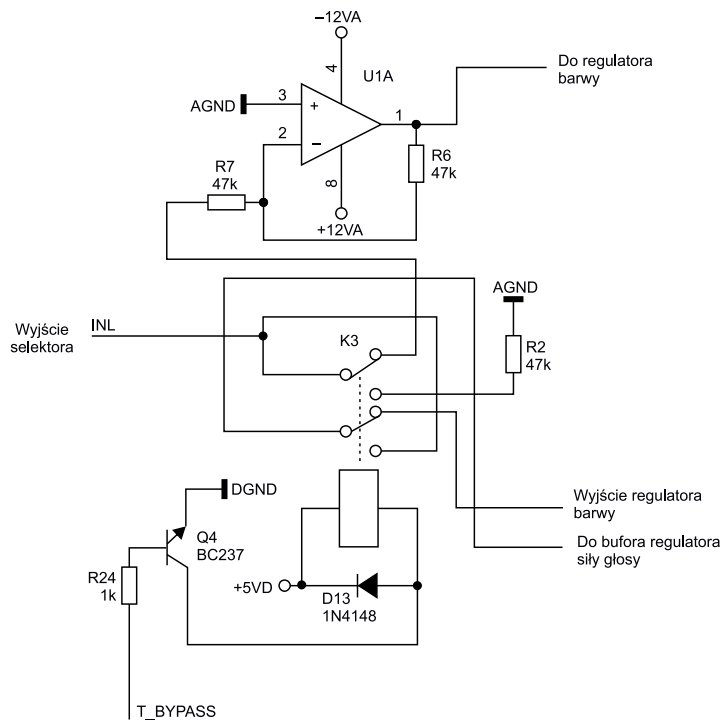 –12VA
4
U1A
Do regulatora
barwy
AGND
3
+
1
2
–
R7
47k
R6
47k
8
+12VA
AGND
Wyjście
selektora
INL
K3
R2
47k
DGND
Wyjście regulatora
barwy
Q4
BC237
Do bufora regulatora
siły głosy
R24
1k
+5VD
D13
1N4148
T_BYPASS